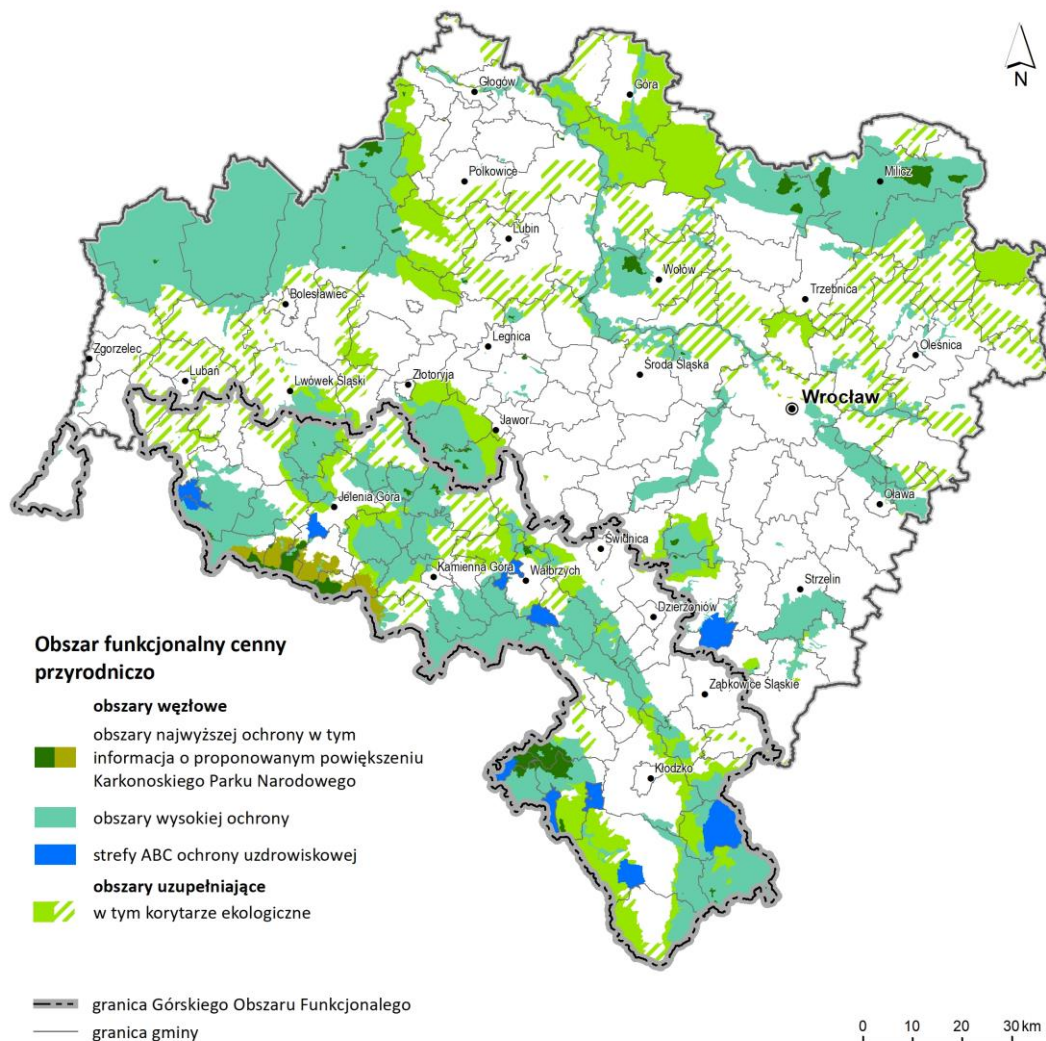 N
Głogów
Góra
Polkowice
Milicz
Lubin
Wołów
Trzebnica
Bolesławiec
Legnica
Oleśnica
Zgorzelec
Lubań
Lwówek Śląski
Złotoryja
Środa Śląska
Wrocław
Jawor
Jelenia Góra
Oława
Świdnica
Kamienna Góra
Wałbrzych
Strzelin
Dzierżoniów
Ząbkowice Śląskie
Kłodzko
Obszar funkcjonalny cenny
przyrodniczo
obszary węzłowe
obszary najwyższej ochrony w tym
informacja o proponowanym powiększeniu
Karkonoskiego Parku Narodowego
obszary wysokiej ochrony
strefy ABC ochrony uzdrowiskowej
obszary uzupełniające
w tym korytarze ekologiczne
granica Górskiego Obszaru Funkcjonalego
granica gminy
0 10 20 30 km